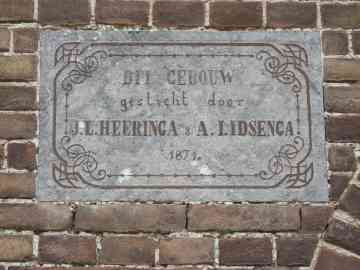 DIT GEBOUW
gesticht door
J.L.HEERINGA & A. LIDSENGA.
1871.